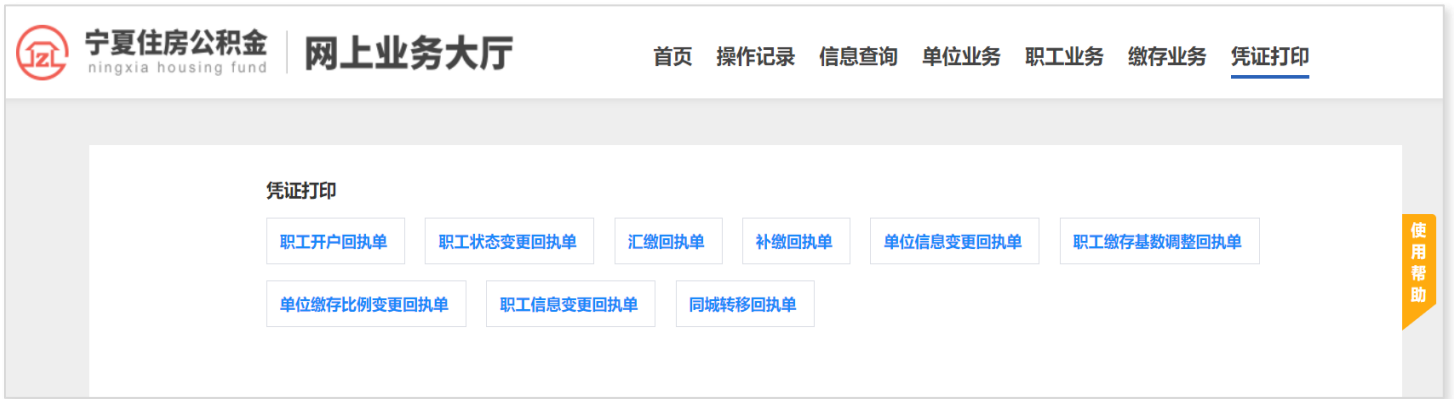 宁夏住房公积金
ningxia housing fund
网上业务大厅
首页 操作记录 信息查询 单位业务 职工业务 缴存业务 凭证打印
凭证打印
职工开户回执单 职工状态变更回执单 汇缴回执单 补缴回执单 单位信息变更回执单 职工缴存基数调整回执单
单位缴存比例变更回执单 职工信息变更回执单 同城转移回执单
使用帮助